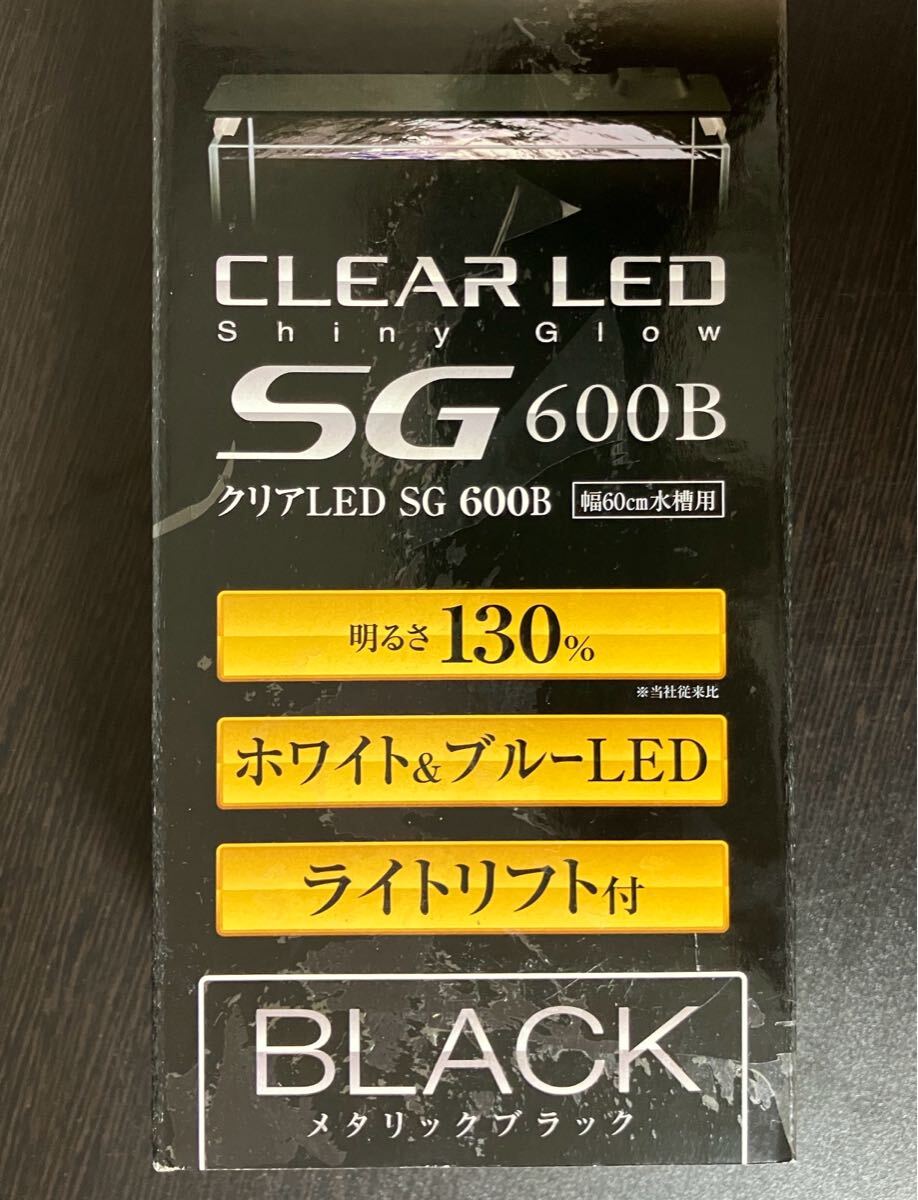 CLEAR LED
Shiny Glow
SG 600B
クリアLED SG 600B 幅60cm水槽用
明るさ 130%
※当社従来比
ホワイト&ブルーLED
ライトリフト付
BLACK
メタリックブラック